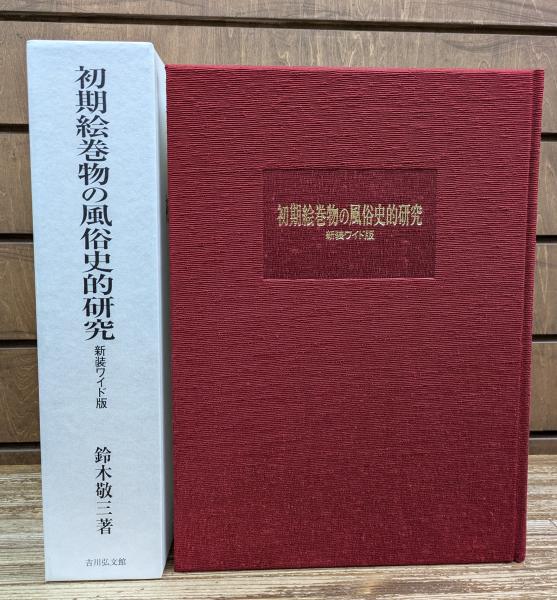 初期絵巻物の風俗史的研究
新装ワイド版
鈴木敬三著
吉川弘文館
初期絵巻物の風俗史的研究
新装ワイド版